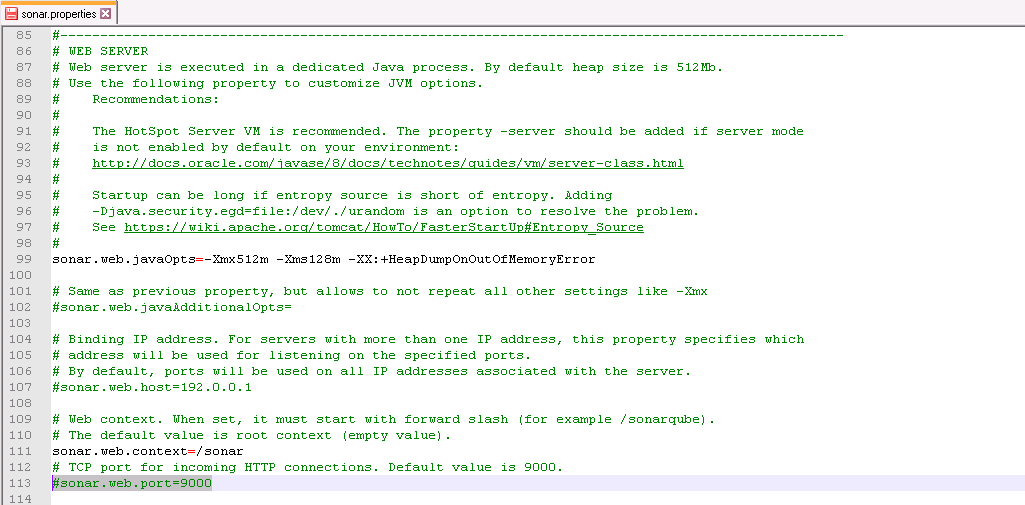 sonar.properties
85 #--------------------------------------------------------------------------------------------------
86 # WEB SERVER
87 # Web server is executed in a dedicated Java process. By default heap size is 512Mb.
88 # Use the following property to customize JVM options.
89 #    Recommendations:
90 #
91 #    The HotSpot Server VM is recommended. The property -server should be added if server mode
92 #    is not enabled by default on your environment:
93 #    http://docs.oracle.com/javase/8/docs/technotes/guides/vm/server-class.html
94 #
95 #    Startup can be long if entropy source is short of entropy. Adding
96 #    -Djava.security.egd=file:/dev/./urandom is an option to resolve the problem.
97 #    See https://wiki.apache.org/tomcat/HowTo/FasterStartUp#Entropy_Source
98 #
99 sonar.web.javaOpts=-Xmx512m -Xms128m -XX:+HeapDumpOnOutOfMemoryError
100
101 # Same as previous property, but allows to not repeat all other settings like -Xmx
102 #sonar.web.javaAdditionalOpts=
103
104 # Binding IP address. For servers with more than one IP address, this property specifies which
105 # address will be used for listening on the specified ports.
106 # By default, ports will be used on all IP addresses associated with the server.
107 #sonar.web.host=192.0.0.1
108
109 # Web context. When set, it must start with forward slash (for example /sonarqube).
110 # The default value is root context (empty value).
111 sonar.web.context=/sonar
112 # TCP port for incoming HTTP connections. Default value is 9000.
113 #sonar.web.port=9000
114